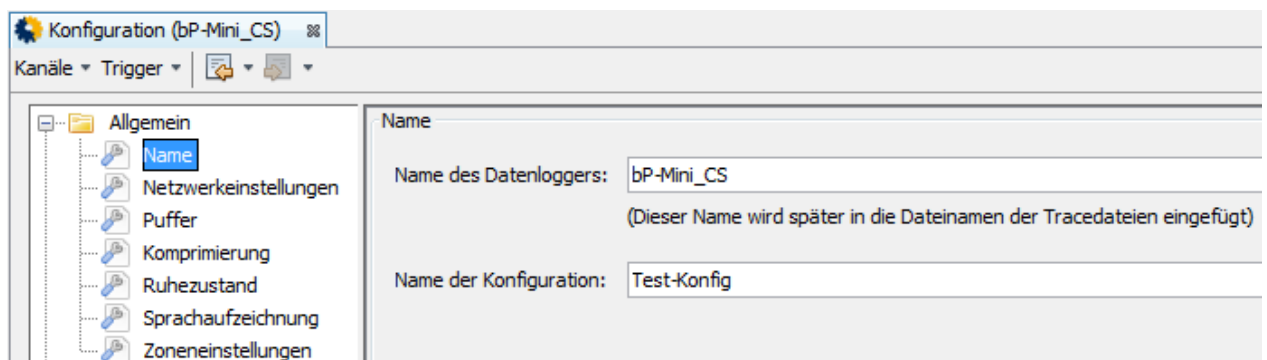 Konfiguration (bP-Mini_CS)
Kanäle Trigger
Allgemein
Name
Netzwerkeinstellungen
Puffer
Komprimierung
Ruhezustand
Sprachaufzeichnung
Zoneneinstellungen
Name
Name des Datenloggers: bP-Mini_CS
(Dieser Name wird später in die Dateinamen der Tracedateien eingefügt)
Name der Konfiguration: Test-Konfig